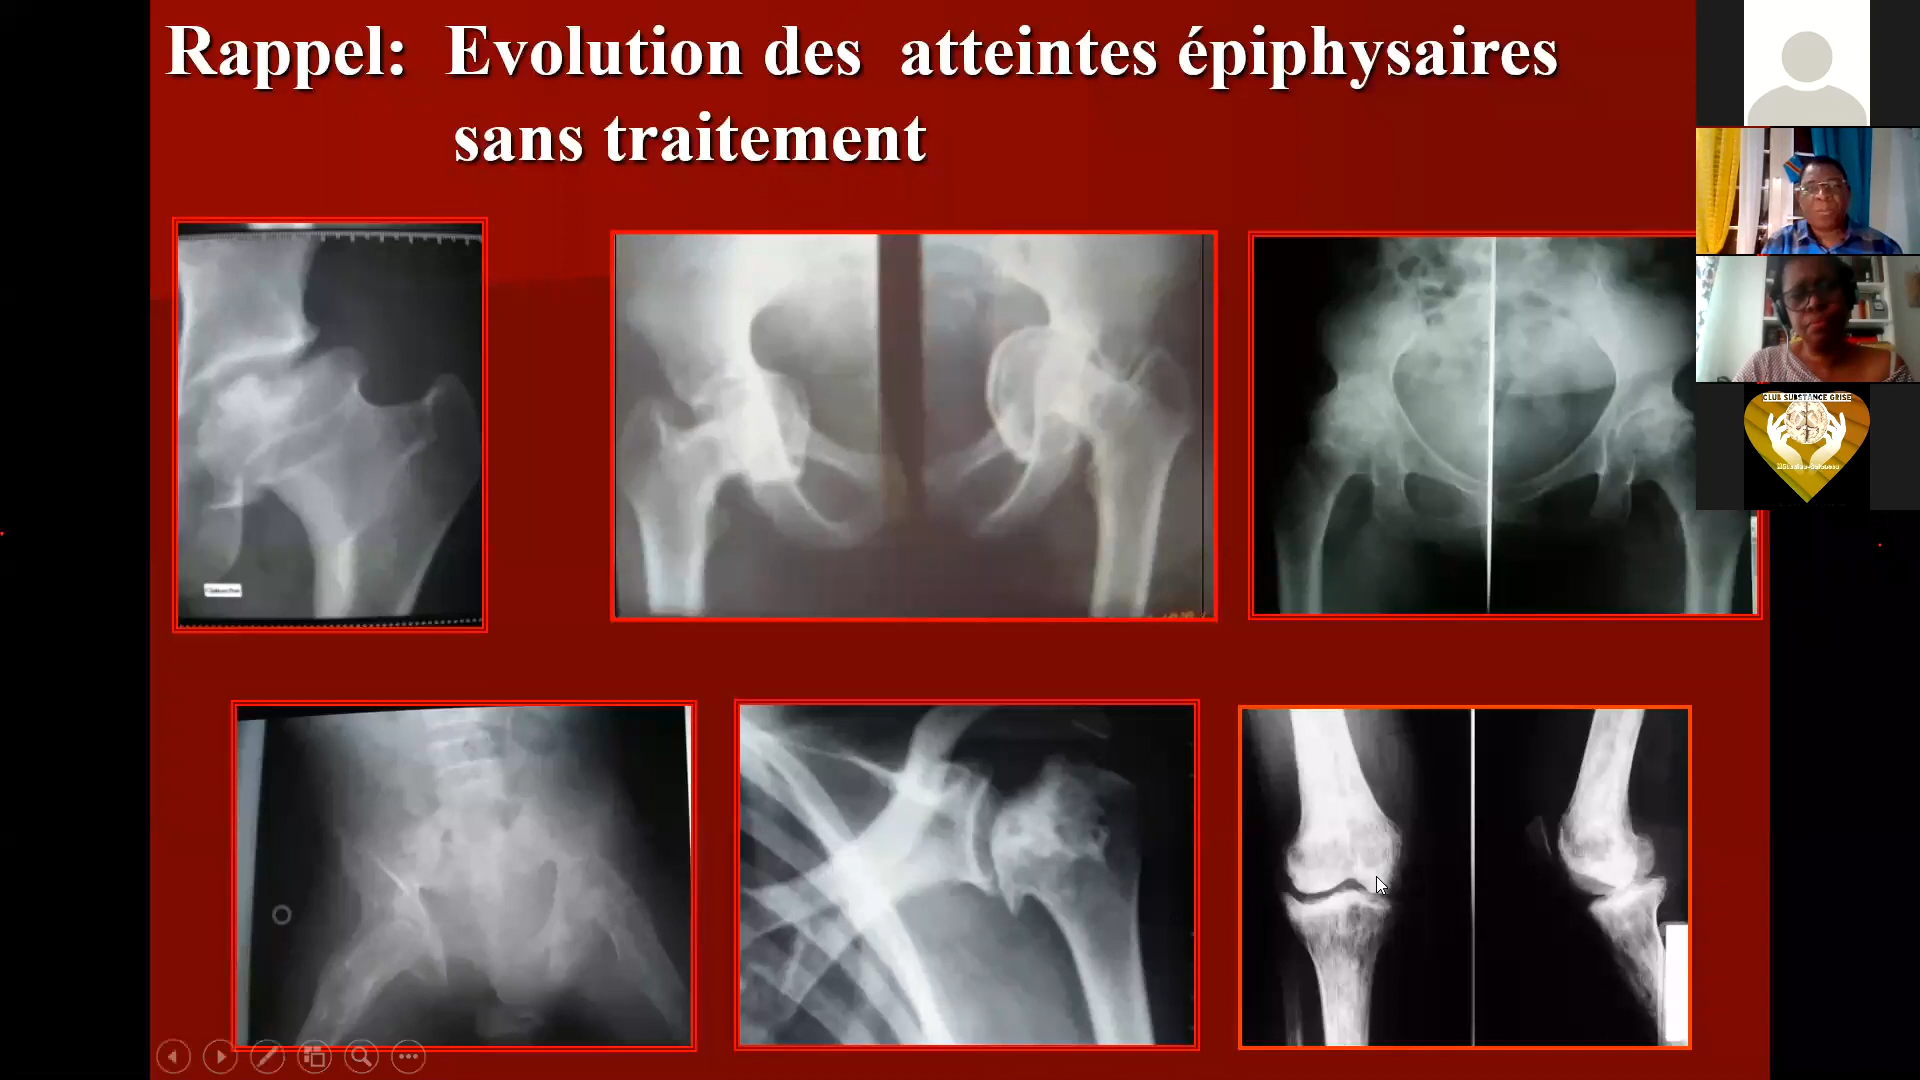 Rappel: Evolution des atteintes épiphysaires
sans traitement
CLUB SUBSTANCE GRISE